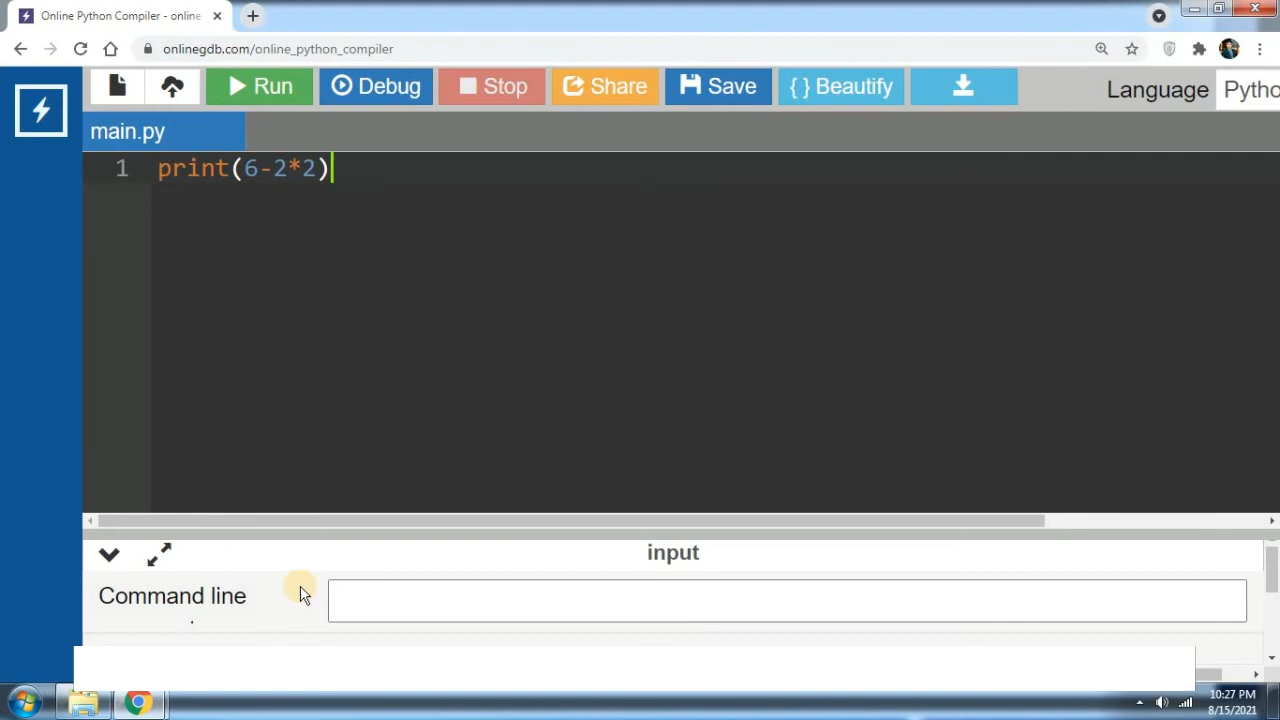 Online Python Compiler - online
onlinegdb.com/online_python_compiler
Run Debug Stop Share Save { } Beautify Language Pytho
main.py
1 print(6-2*2)
input
Command line
10:27 PM
8/15/2021